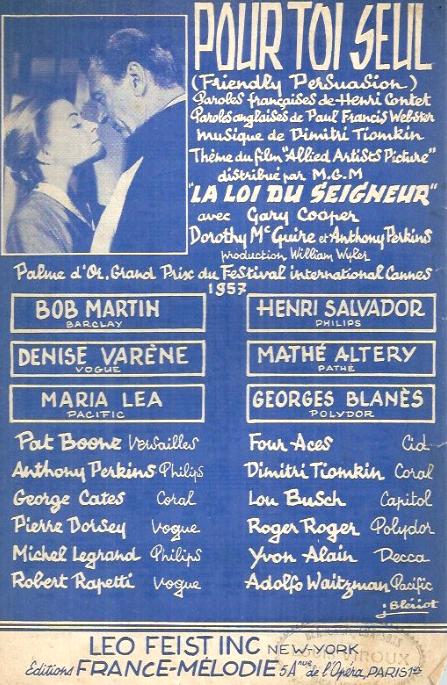 POUR TOI SEUL
(Friendly Persuasion)
Paroles françaises de Henri Contet
Paroles anglaises de Paul Francis Webster
Musique de Dimitri Tiomkin
Thème du film "Allied Artists Picture"
distribué par M.G.M
"LA LOI DU SEIGNEUR"
avec Gary Cooper
Dorothy McGuire et Anthony Perkins
production William Wyler
Palme d'Or. Grand Prix du Festival international Cannes
1957
BOB MARTIN
BARCLAY
HENRI SALVADOR
PHILIPS
DENISE VARÈNE
VOGUE
MATHÉ ALTERY
PATHÉ
MARIA LEA
PACIFIC
GEORGES BLANÈS
POLYDOR
Pat Boone Versailles
Anthony Perkins Philips
George Cates Coral
Pierre Dorsey Vogue
Michel Legrand Philips
Robert Rapetti Vogue
Four Aces Cid
Dimitri Tiomkin Coral
Lou Busch Capitol
Roger Roger Polydor
Yvon Alain Decca
Adolfo Waitzman Pacific
j Blériot
LEO FEIST INC NEW-YORK
Éditions FRANCE-MÉLODIE 5 Anue de l'Opéra, PARIS 1er